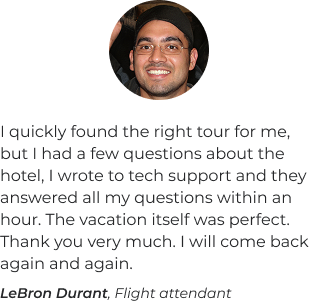 I quickly found the right tour for me,
but I had a few questions about the
hotel, I wrote to tech support and they
answered all my questions within an
hour. The vacation itself was perfect.
Thank you very much. I will come back
again and again.
LeBron Durant, Flight attendant